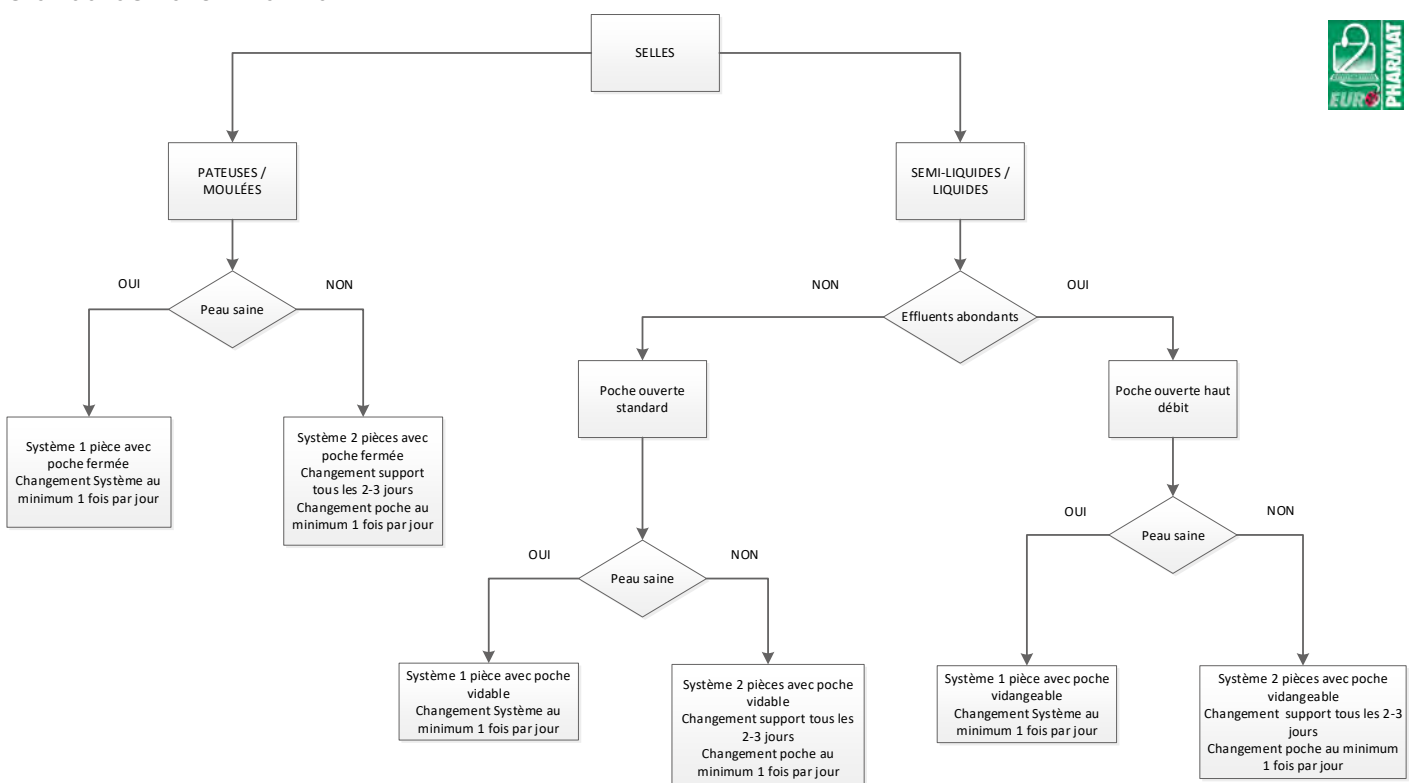 SELLES
EURO
PHARMAT
PATEUSES /
MOULÉES
SEMI-LIQUIDES /
LIQUIDES
OUI
NON
Peau saine
NON
OUI
Effluents abondants
Système 1 pièce avec
poche fermée
Changement Système au
minimum 1 fois par jour
Système 2 pièces avec
poche fermée
Changement support
tous les 2-3 jours
Changement poche au
minimum 1 fois par jour
Poche ouverte
standard
Poche ouverte haut
débit
OUI
NON
Peau saine
OUI
NON
Peau saine
Système 1 pièce avec poche
vidable
Changement Système au
minimum 1 fois par jour
Système 2 pièces avec poche
vidable
Changement support tous les
2-3 jours
Changement poche au
minimum 1 fois par jour
Système 1 pièce avec poche
vidangeable
Changement Système au
minimum 1 fois par jour
Système 2 pièces avec poche
vidangeable
Changement support tous les 2-3
jours
Changement poche au minimum
1 fois par jour